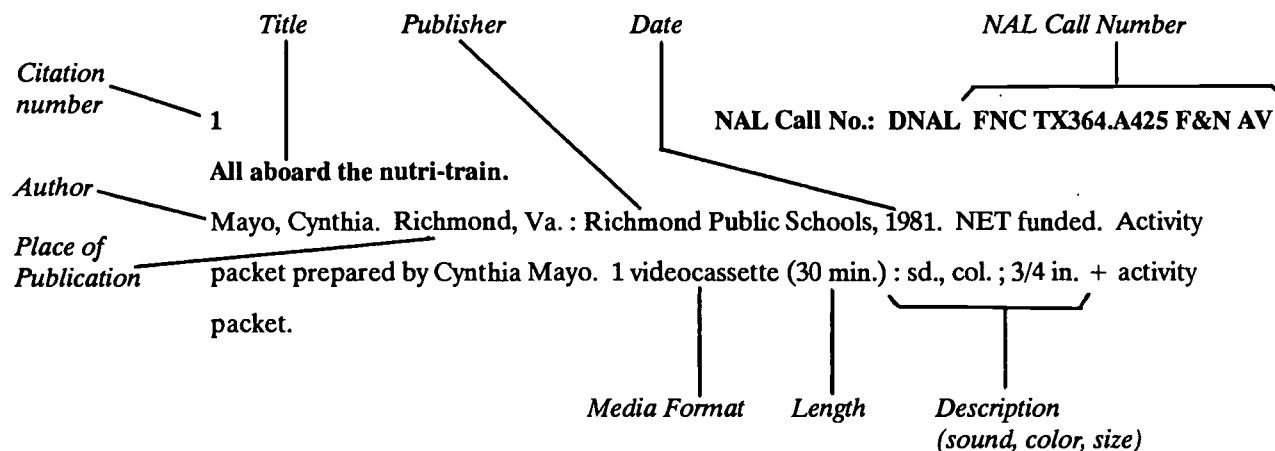 Title Publisher Date NAL Call Number
Citation
number
1 NAL Call No.: DNAL FNC TX364.A425 F&N AV
All aboard the nutri-train.
Author
Mayo, Cynthia. Richmond, Va. : Richmond Public Schools, 1981. NET funded. Activity
Place of
Publication
packet prepared by Cynthia Mayo. 1 videocassette (30 min.) : sd., col. ; 3/4 in. + activity
packet.
Media Format Length Description
(sound, color, size)